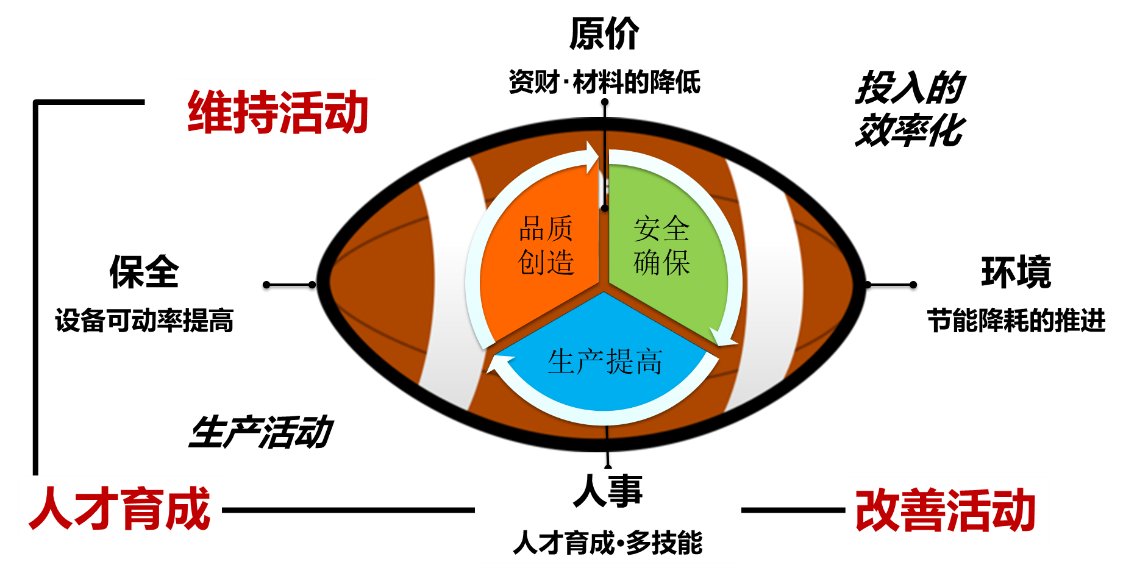 原价
资财·材料的降低
投入的
效率化
维持活动
品质
创造
安全
确保
保全
设备可动率提高
环境
节能降耗的推进
生产提高
生产活动
人事
人才育成
改善活动
人才育成·多技能